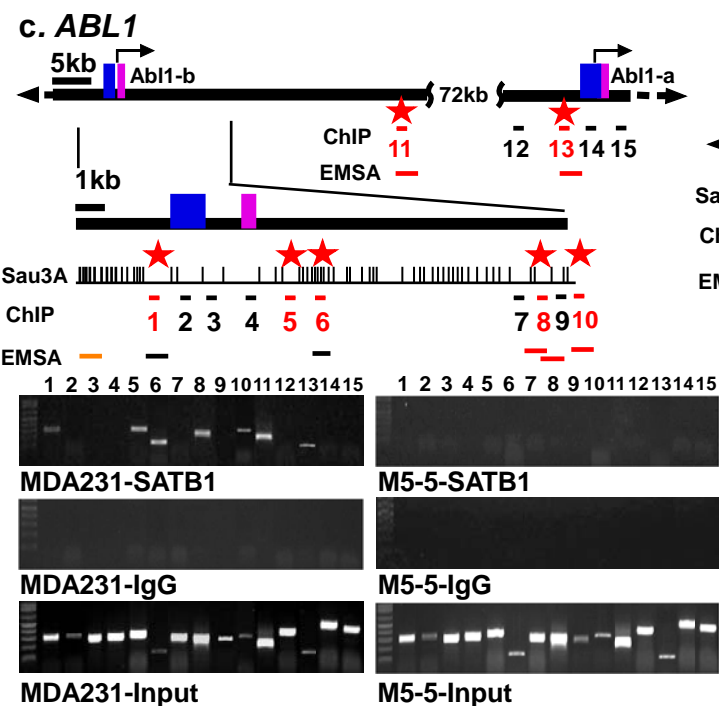 c. ABL1
5kb
Abl1-b
72kb
Abl1-a
ChIP
11 12 13 14 15
EMSA
1kb
Sau3A
ChIP
1 2 3 4 5 6 7 8 9 10
EMSA
1 2 3 4 5 6 7 8 9 10 11 12 13 14 15
1 2 3 4 5 6 7 8 9 10 11 12 13 14 15
MDA231-SATB1
M5-5-SATB1
MDA231-IgG
M5-5-IgG
MDA231-Input
M5-5-Input
Sa
Ch
EM